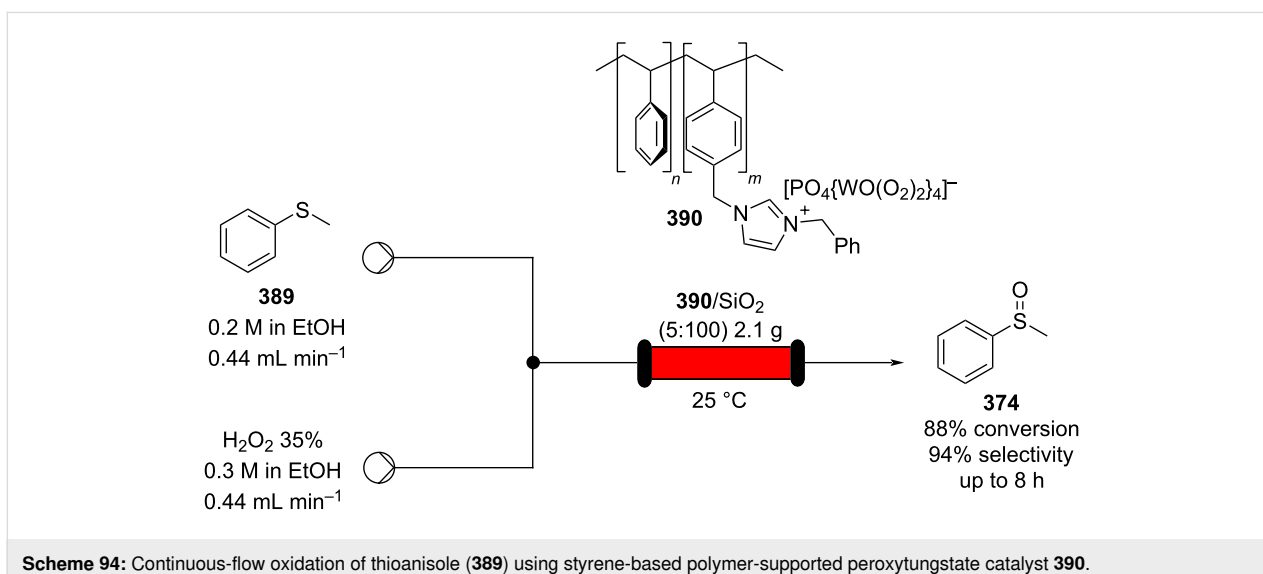 n
m
[PO₄{WO(O₂)₂}₄]⁻
390
N
N
+
Ph
S
389
0.2 M in EtOH
0.44 mL min⁻¹
390/SiO₂
(5:100) 2.1 g
25 °C
O
S
374
88% conversion
94% selectivity
up to 8 h
H₂O₂ 35%
0.3 M in EtOH
0.44 mL min⁻¹
Scheme 94: Continuous-flow oxidation of thioanisole (389) using styrene-based polymer-supported peroxytungstate catalyst 390.